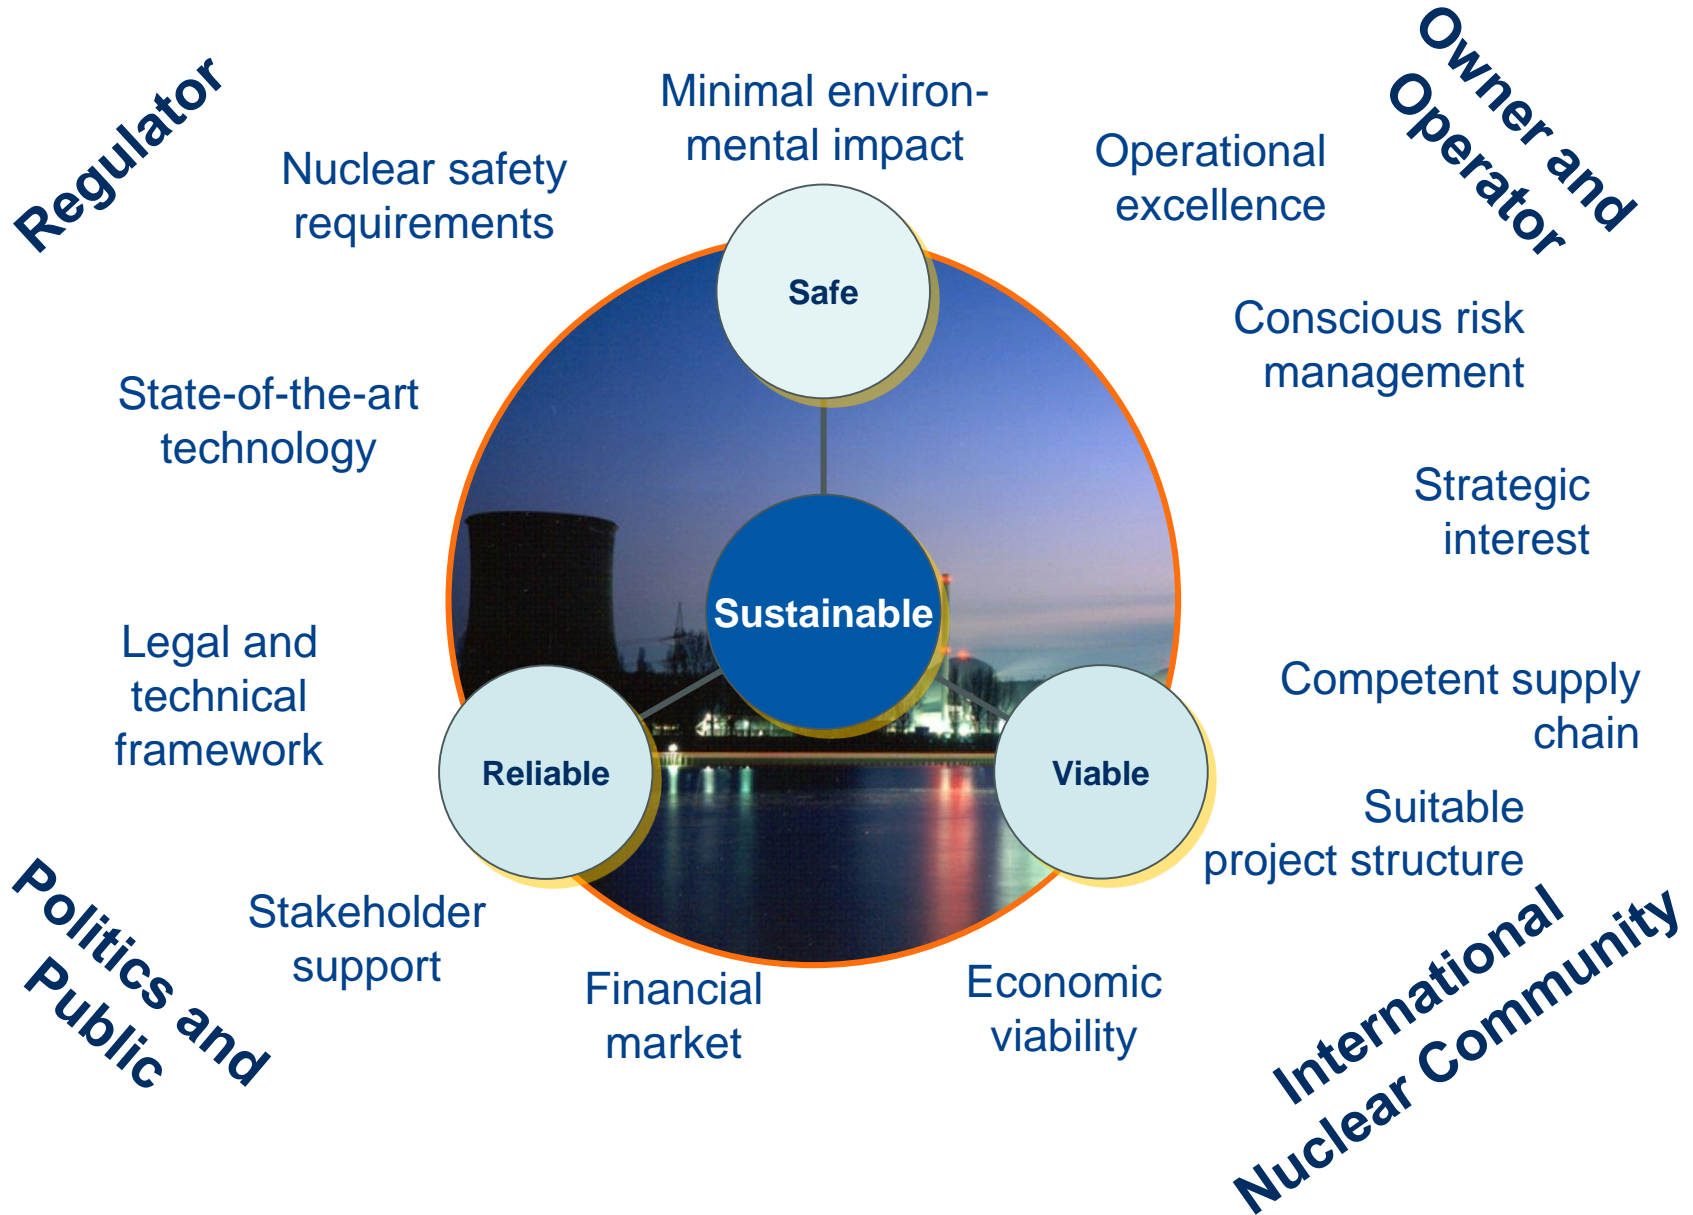 Regulator
Owner and
Operator
Minimal environ-
mental impact
Nuclear safety
requirements
Operational
excellence
Safe
Conscious risk
management
State-of-the-art
technology
Strategic
interest
Sustainable
Legal and
technical
framework
Competent supply
chain
Reliable
Viable
Suitable
project structure
Politics and
Public
Stakeholder
support
Financial
market
Economic
viability
International
Nuclear Community